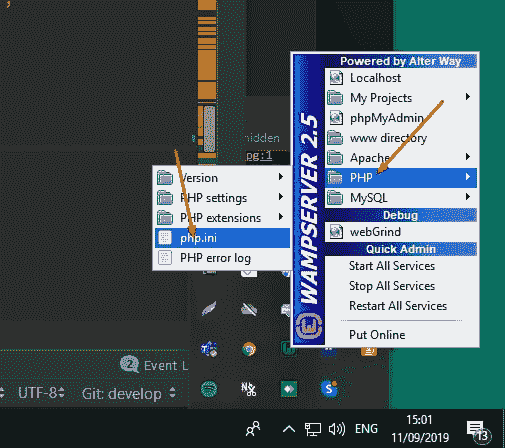 Powered by Alter Way
Localhost
My Projects
phpMyAdmin
www directory
Apache
PHP
MySQL
Debug
webGrind
Quick Admin
Start All Services
Stop All Services
Restart All Services
Put Online
WAMPSERVER 2.5
Version
PHP settings
PHP extensions
php.ini
PHP error log
hidden
pg:1
2
Event L
UTF-8
Git: develop
ENG
15:01
11/09/2019
13